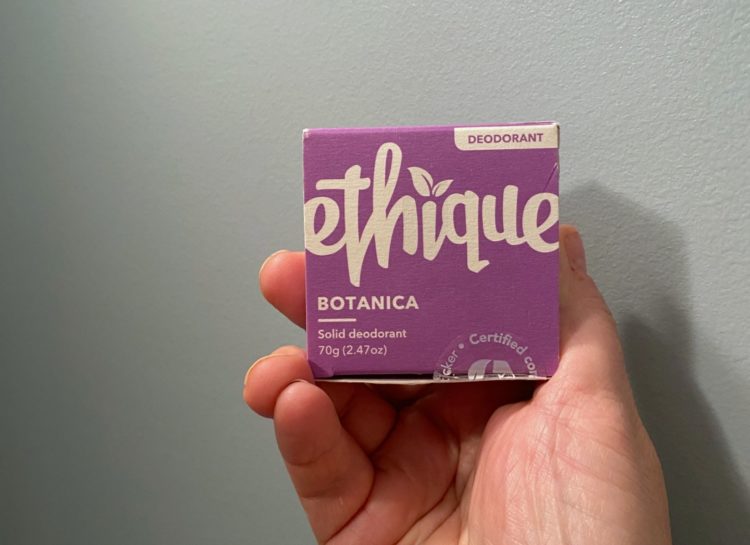 DEODORANT
ethique
BOTANICA
Solid deodorant
70g (2.47oz)
Certified